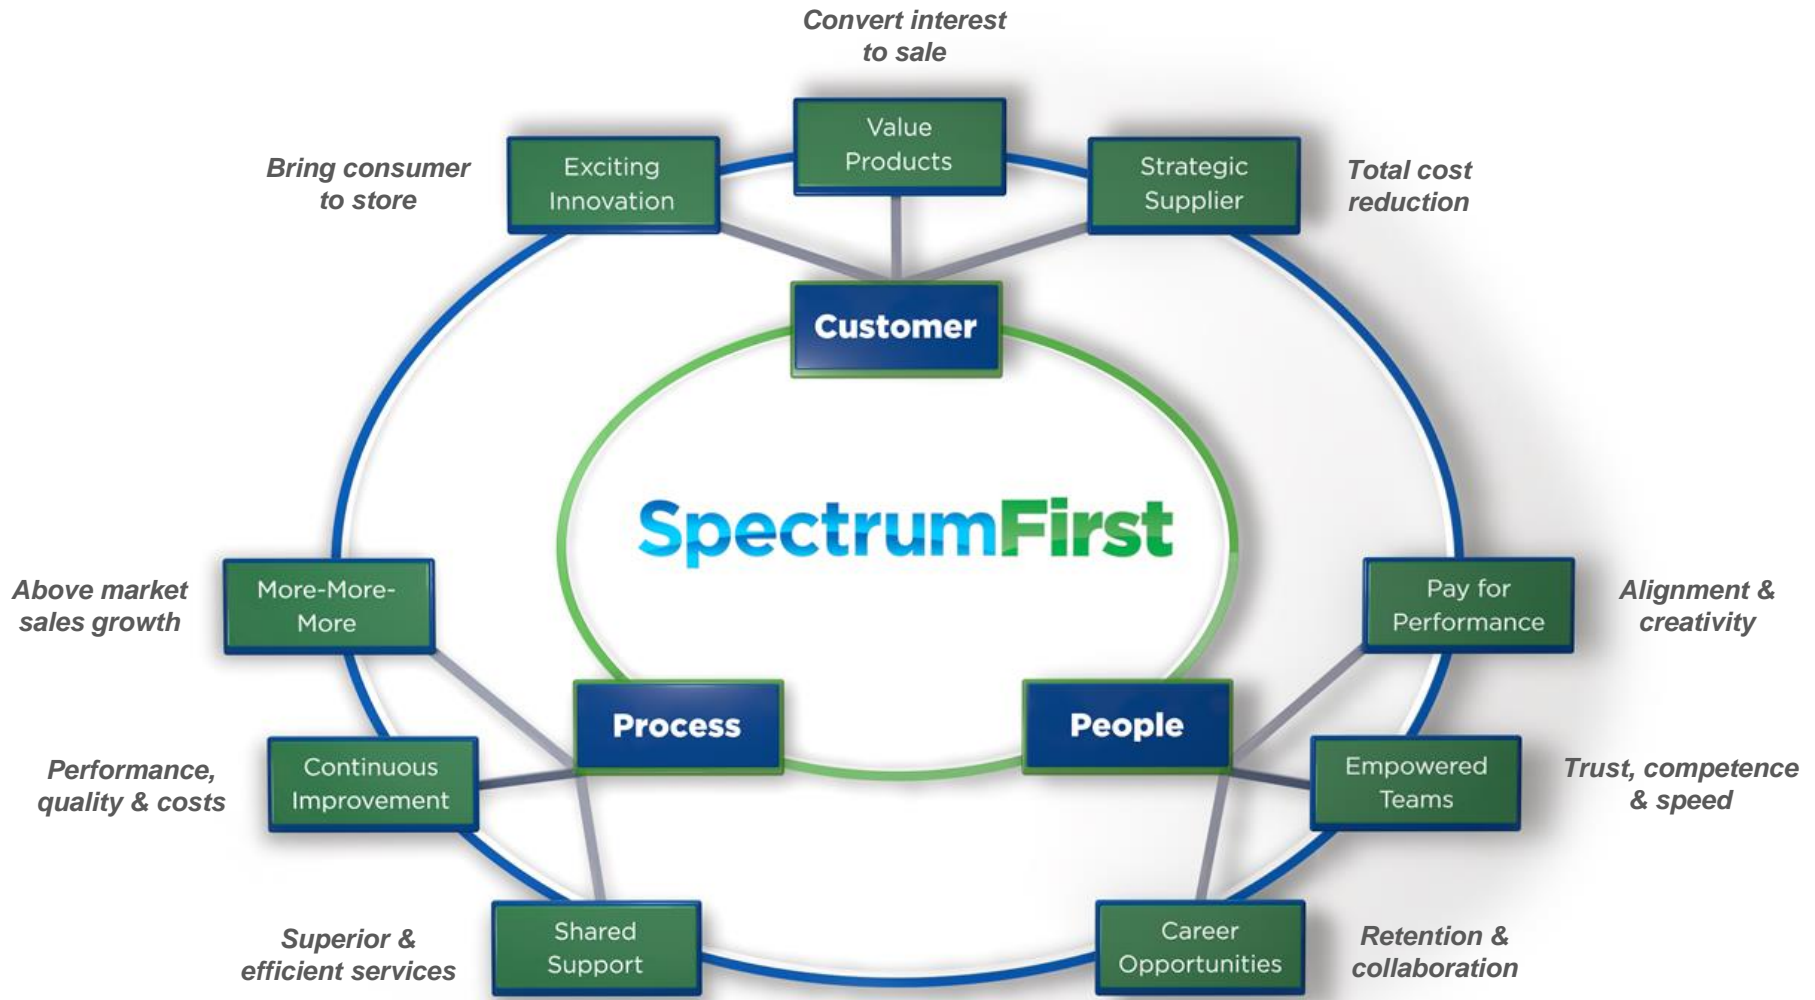 Convert interest
to sale
Value
Products
Exciting
Innovation
Bring consumer
to store
Strategic
Supplier
Total cost
reduction
Customer
SpectrumFirst
More-More-
More
Above market
sales growth
Pay for
Performance
Alignment &
creativity
Process
People
Continuous
Improvement
Performance,
quality & costs
Empowered
Teams
Trust, competence
& speed
Shared
Support
Superior &
efficient services
Career
Opportunities
Retention &
collaboration